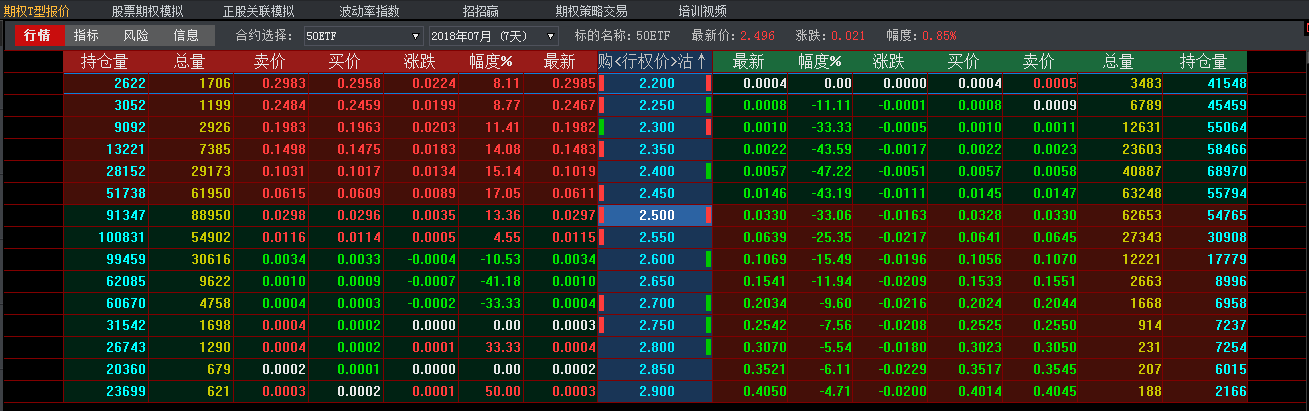 期权T型报价 股票期权模拟 正股关联模拟 波动率指数 招招赢 期权策略交易 培训视频
行情 指标 风险 信息 合约选择: 50ETF 2018年07月 (7天) 标的名称: 50ETF 最新价: 2.496 涨跌: 0.021 幅度: 0.85%
持仓量 总量 卖价 买价 涨跌 幅度% 最新 购<行权价>沽↑ 最新 幅度% 涨跌 买价 卖价 总量 持仓量
2622 1706 0.2983 0.2958 0.0224 8.11 0.2985 2.200 0.0004 0.00 0.0000 0.0004 0.0005 3483 41548
3052 1199 0.2484 0.2459 0.0199 8.77 0.2467 2.250 0.0008 -11.11 -0.0001 0.0008 0.0009 6789 45459
9092 2926 0.1983 0.1963 0.0203 11.41 0.1982 2.300 0.0010 -33.33 -0.0005 0.0010 0.0011 12631 55064
13221 7385 0.1498 0.1475 0.0183 14.08 0.1483 2.350 0.0022 -43.59 -0.0017 0.0022 0.0023 23603 58466
28152 29173 0.1031 0.1017 0.0134 15.14 0.1019 2.400 0.0057 -47.22 -0.0051 0.0057 0.0058 40887 68970
51738 61950 0.0615 0.0609 0.0089 17.05 0.0611 2.450 0.0146 -43.19 -0.0111 0.0145 0.0147 63248 55794
91347 88950 0.0298 0.0296 0.0035 13.36 0.0297 2.500 0.0330 -33.06 -0.0163 0.0328 0.0330 62653 54765
100831 54902 0.0116 0.0114 0.0005 4.55 0.0115 2.550 0.0639 -25.35 -0.0217 0.0641 0.0645 27343 30908
99459 30616 0.0034 0.0033 -0.0004 -10.53 0.0034 2.600 0.1069 -15.49 -0.0196 0.1056 0.1070 12221 17779
62085 9622 0.0010 0.0009 -0.0007 -41.18 0.0010 2.650 0.1541 -11.94 -0.0209 0.1533 0.1551 2663 8996
60670 4758 0.0004 0.0003 -0.0002 -33.33 0.0004 2.700 0.2034 -9.60 -0.0216 0.2024 0.2044 1668 6958
31542 1698 0.0004 0.0002 0.0000 0.00 0.0003 2.750 0.2542 -7.56 -0.0208 0.2525 0.2550 914 7237
26743 1290 0.0004 0.0002 0.0001 33.33 0.0004 2.800 0.3070 -5.54 -0.0180 0.3023 0.3050 231 7254
20360 679 0.0002 0.0001 0.0000 0.00 0.0002 2.850 0.3521 -6.11 -0.0229 0.3517 0.3545 207 6015
23699 621 0.0003 0.0002 0.0001 50.00 0.0003 2.900 0.4050 -4.71 -0.0200 0.4014 0.4045 188 2166